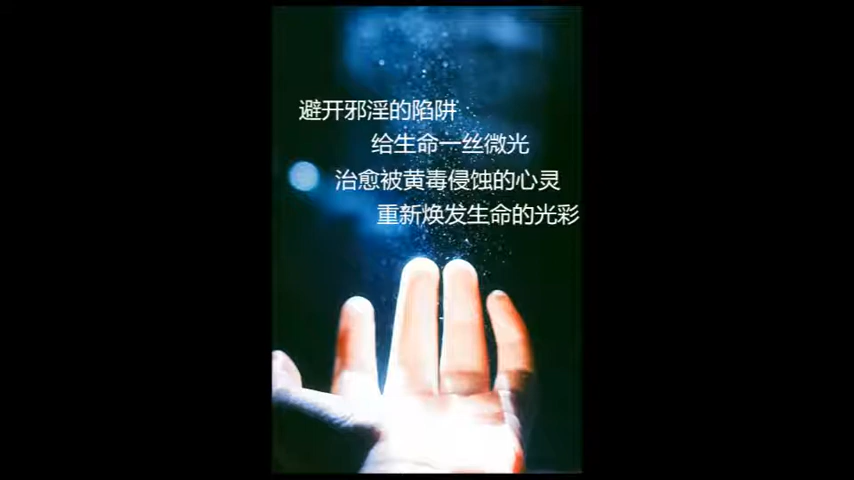 避开邪淫的陷阱
给生命一丝微光
治愈被黄毒侵蚀的心灵
重新焕发生命的光彩